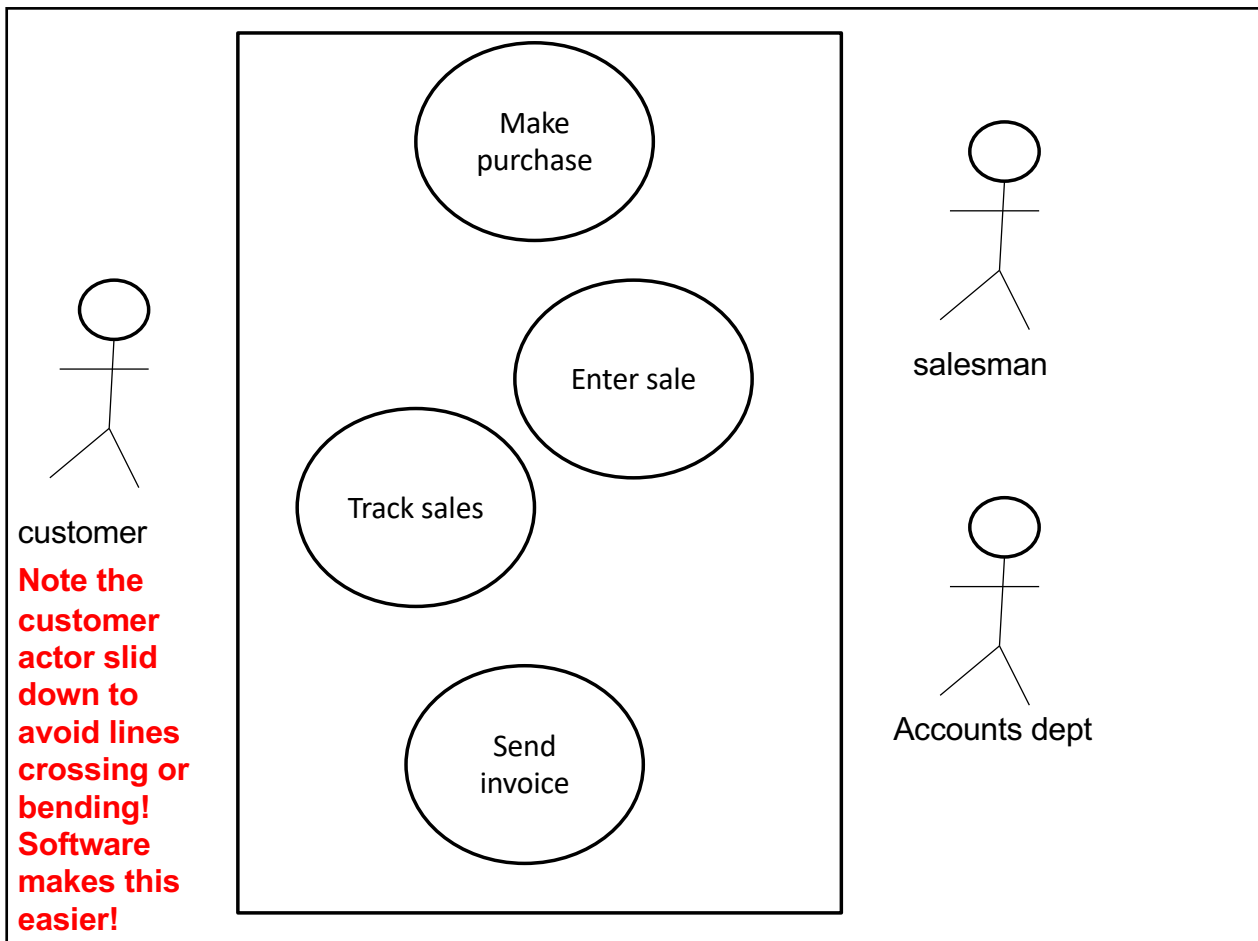 Make
purchase
salesman
Enter sale
Track sales
customer
Note the
customer
actor slid
down to
avoid lines
crossing or
bending!
Software
makes this
easier!
Accounts dept
Send
invoice